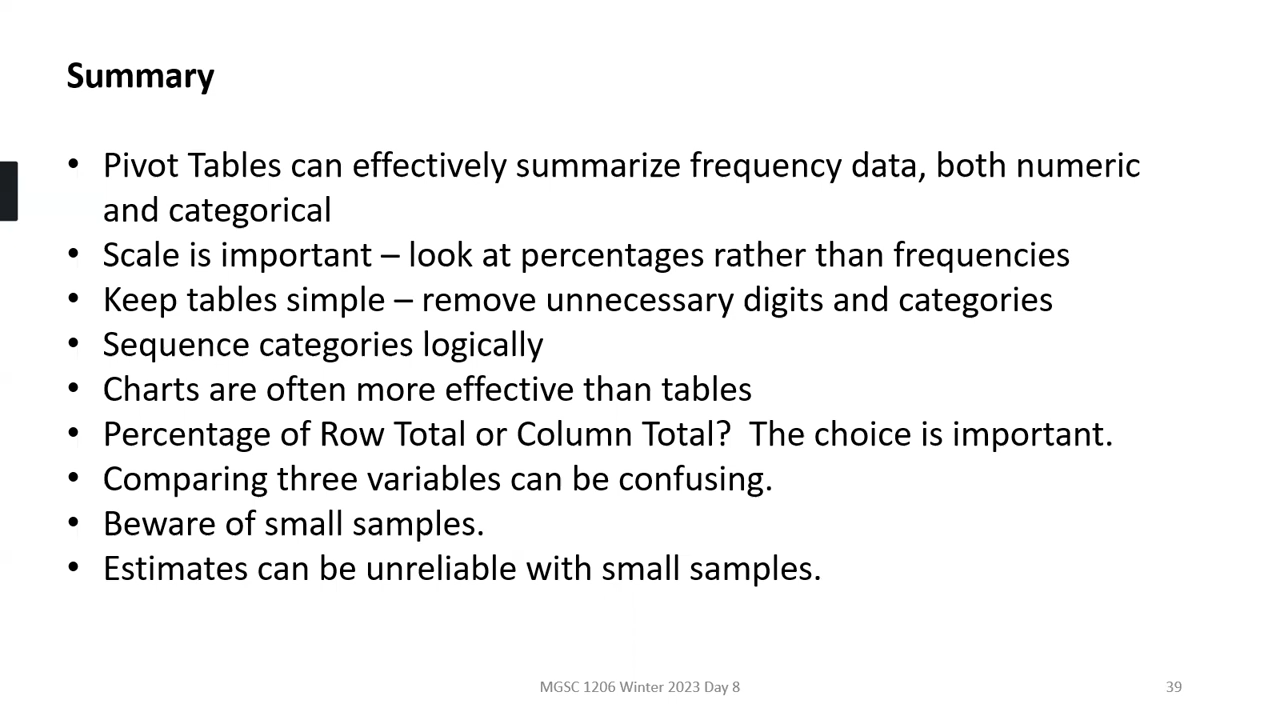 Summary
• Pivot Tables can effectively summarize frequency data, both numeric
and categorical
• Scale is important – look at percentages rather than frequencies
• Keep tables simple – remove unnecessary digits and categories
• Sequence categories logically
• Charts are often more effective than tables
• Percentage of Row Total or Column Total?  The choice is important.
• Comparing three variables can be confusing.
• Beware of small samples.
• Estimates can be unreliable with small samples.
MGSC 1206 Winter 2023 Day 8
39